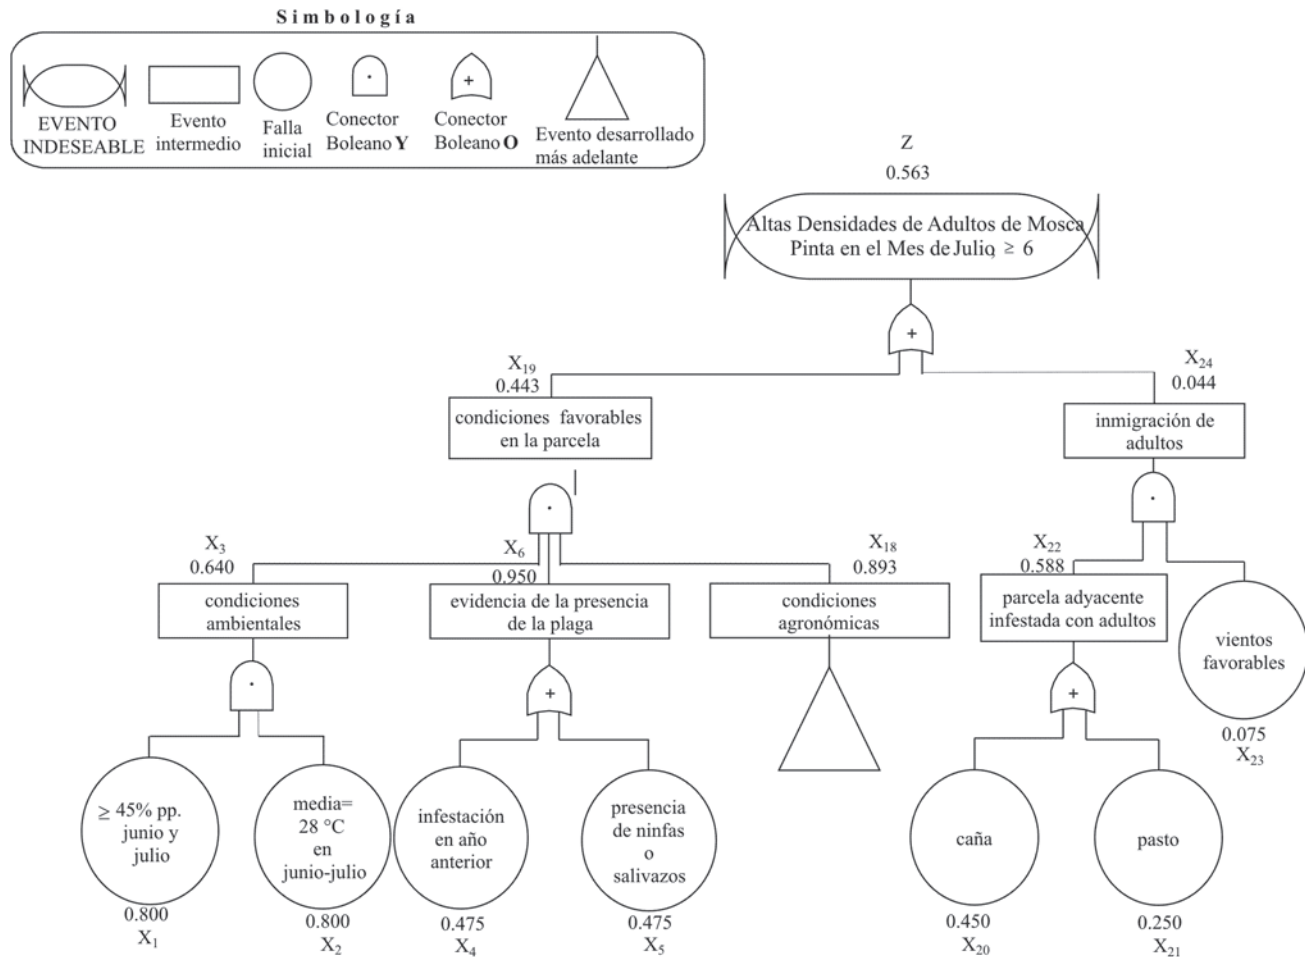 Simbología
EVENTO
INDESEABLE
Evento
intermedio
Falla
inicial
Conector
Boleano Y
Conector
Boleano O
Evento desarrollado
más adelante
Z
0.563
Altas Densidades de Adultos de Mosca
Pinta en el Mes de Julio, ≥ 6
X19
0.443
condiciones favorables
en la parcela
X24
0.044
inmigración de
adultos
X3
0.640
condiciones
ambientales
X6
0.950
evidencia de la presencia
de la plaga
X18
0.893
condiciones
agronómicas
X22
0.588
parcela adyacente
infestada con adultos
vientos
favorables
0.075
X23
≥ 45% pp.
junio y
julio
0.800
X1
media=
28 °C
en
junio-julio
0.800
X2
infestación
en año
anterior
0.475
X4
presencia
de ninfas
o
salivazos
0.475
X5
caña
0.450
X20
pasto
0.250
X21